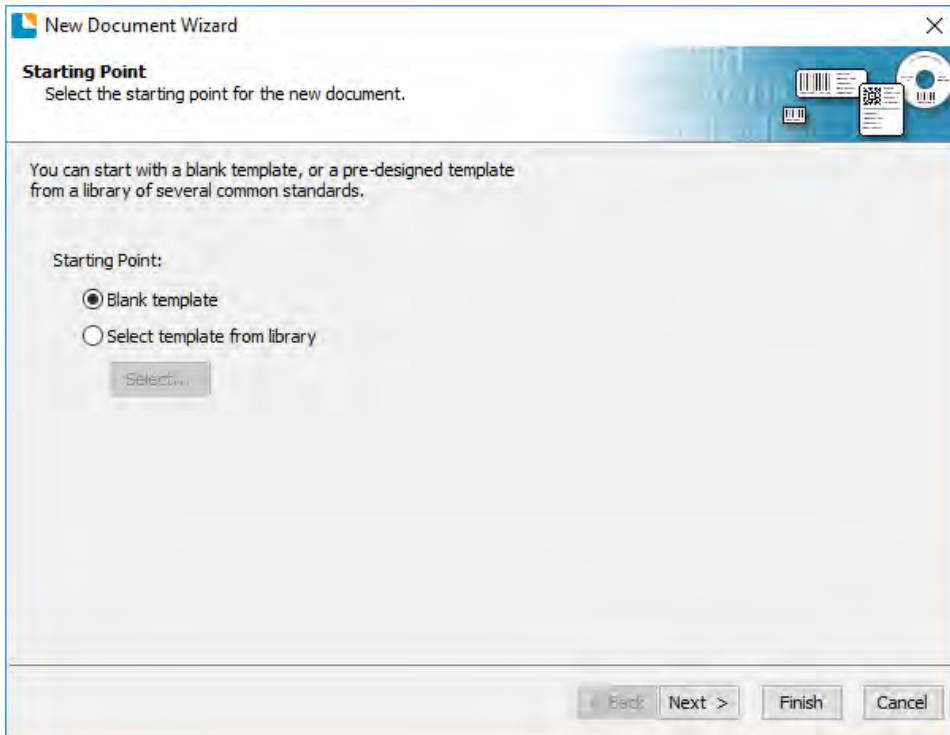 New Document Wizard
Starting Point
Select the starting point for the new document.
You can start with a blank template, or a pre-designed template
from a library of several common standards.
Starting Point:
Blank template
Select template from library
Select...
< Back Next > Finish Cancel